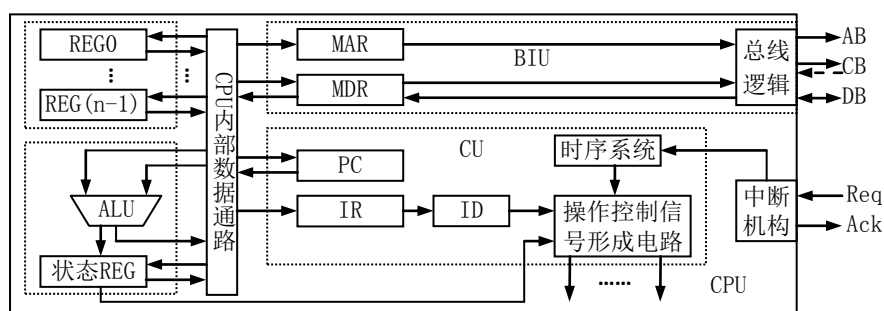 REG0
⋮
⋮
REG(n-1)
CPU内部数据通路
MAR
BIU
MDR
总线
逻辑
AB
CB
DB
CU
时序系统
PC
IR
ID
操作控制信
号形成电路
中断
机构
Req
Ack
ALU
状态REG
……
CPU